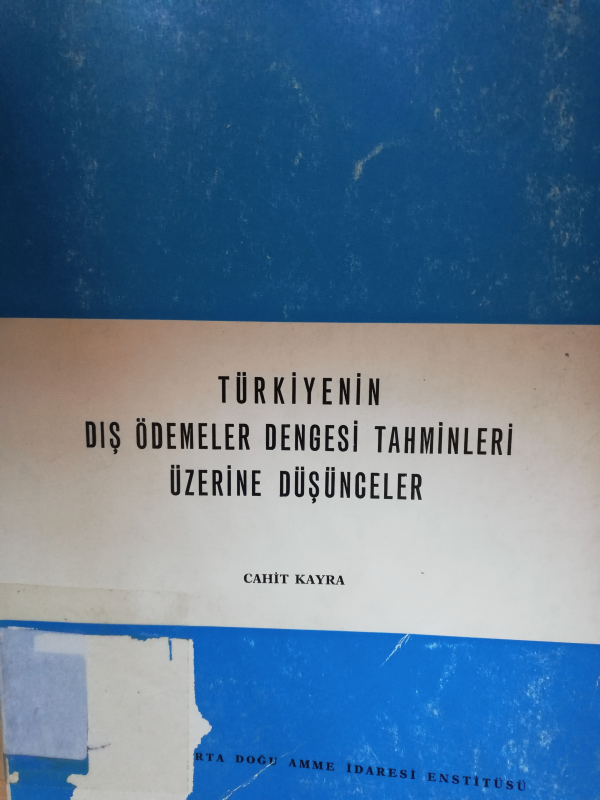 TÜRKİYENİN
DIŞ ÖDEMELER DENGESİ TAHMİNLERİ
ÜZERİNE DÜŞÜNCELER
CAHİT KAYRA
DOĞU AMME İDARESİ ENSTİTÜSÜ